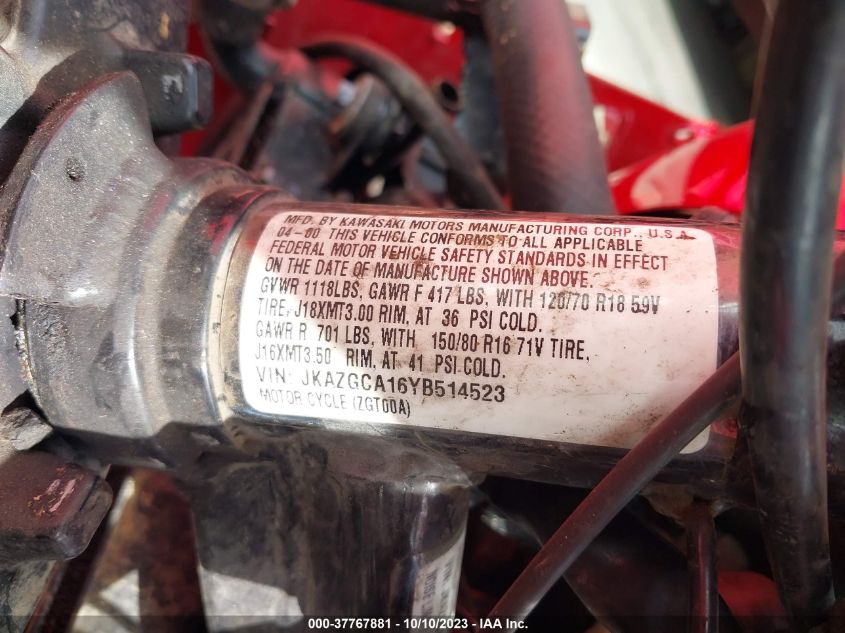 MFD. BY KAWASAKI MOTORS MANUFACTURING CORP., U.S.A.
04-00 THIS VEHICLE CONFORMS TO ALL APPLICABLE
FEDERAL MOTOR VEHICLE SAFETY STANDARDS IN EFFECT
ON THE DATE OF MANUFACTURE SHOWN ABOVE.
GVWR 1118LBS, GAWR F 417 LBS, WITH 120/70 R18 59V
TIRE, J18XMT3.00 RIM, AT 36 PSI COLD.
GAWR R 701 LBS, WITH 150/80 R16 71V TIRE,
J16XMT3.50 RIM, AT 41 PSI COLD.
VIN: JKAZGCA16YB514523
MOTOR CYCLE (ZGT00A)
000-37767881 - 10/10/2023 - IAA Inc.